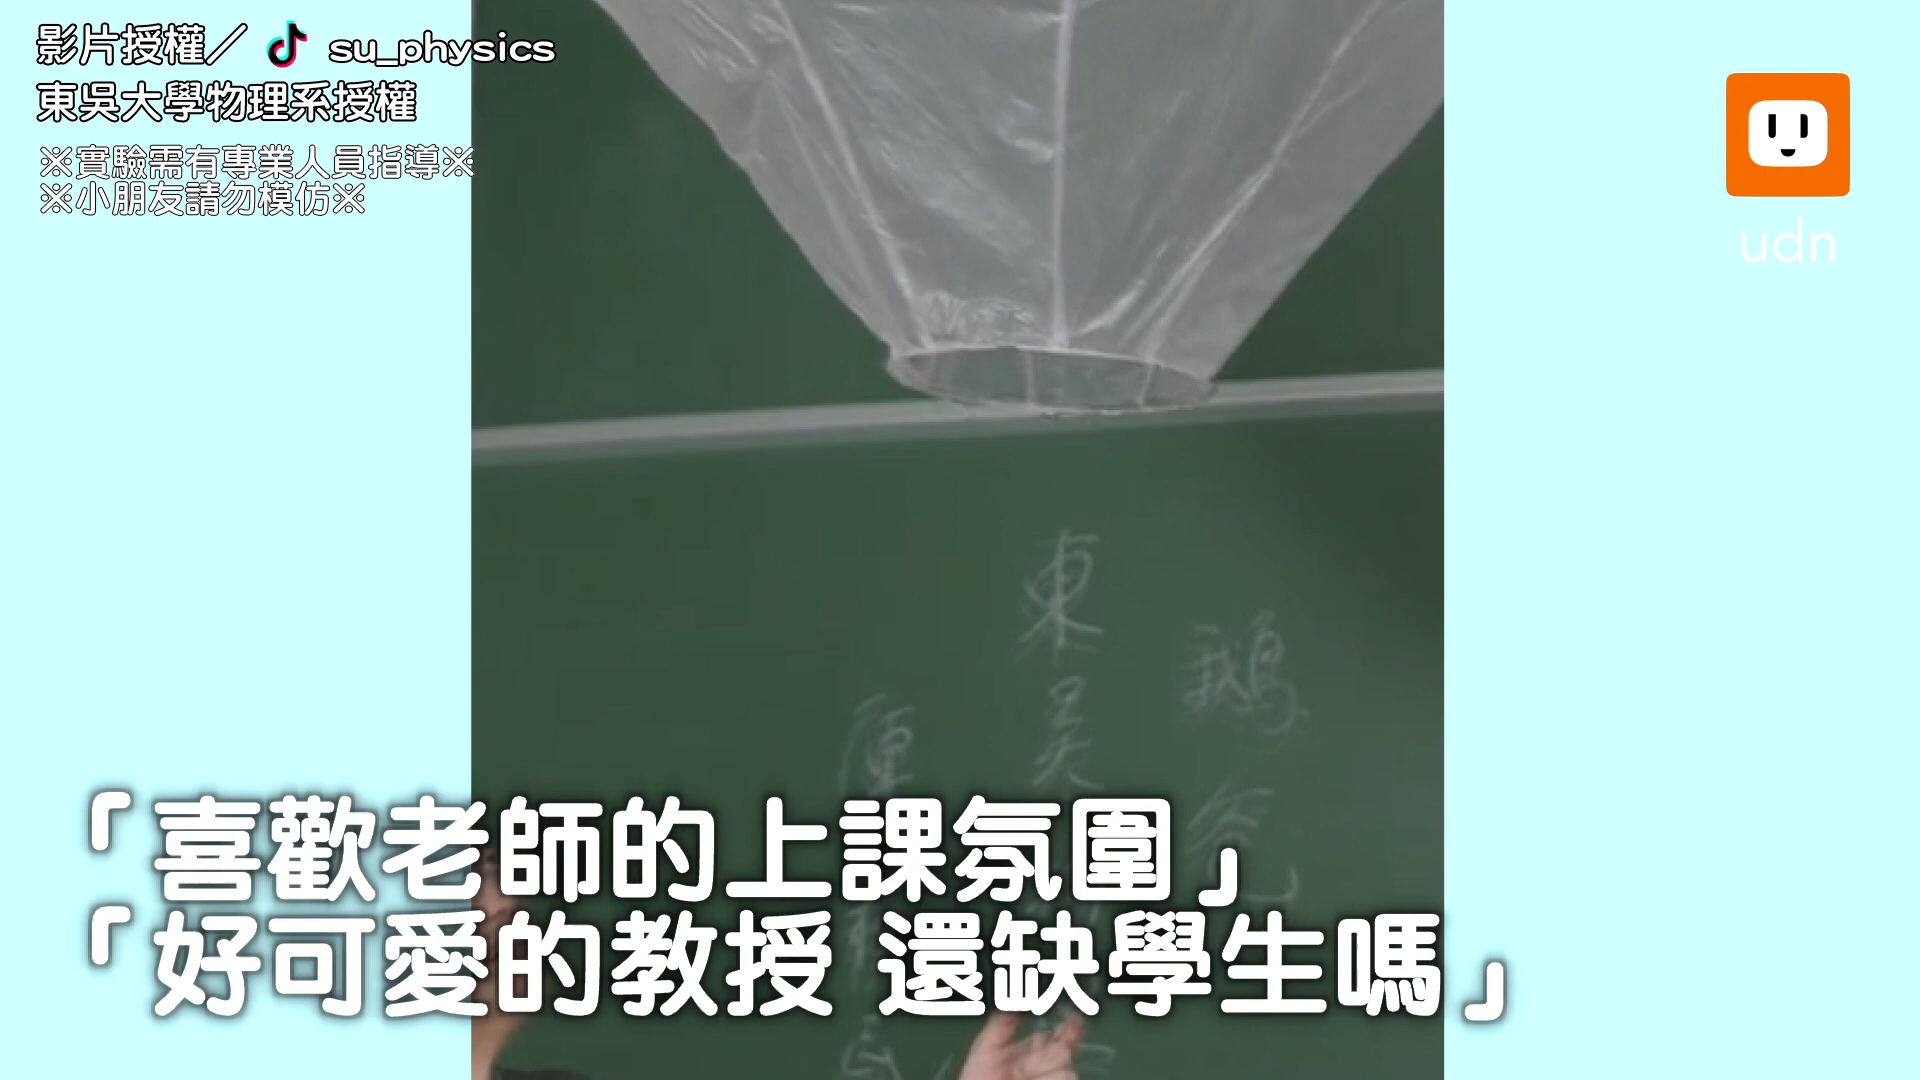 影片授權／ su_physics
東吳大學物理系授權
※實驗需有專業人員指導※
※小朋友請勿模仿※
udn
東吳
鵝
「喜歡老師的上課氛圍」
「好可愛的教授 還缺學生嗎」